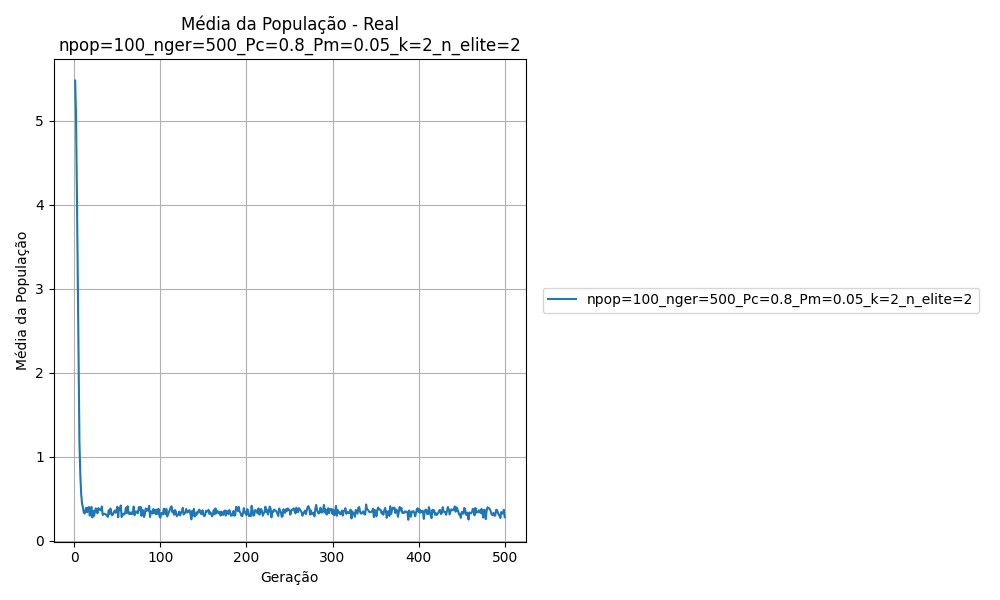 Média da População - Real
npop=100_nger=500_Pc=0.8_Pm=0.05_k=2_n_elite=2
Média da População
5
4
3
2
1
0
0 100 200 300 400 500
Geração
npop=100_nger=500_Pc=0.8_Pm=0.05_k=2_n_elite=2